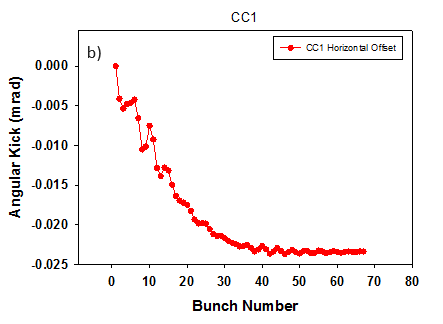 CC1
b)
CC1 Horizontal Offset
Angular Kick (mrad)
0.000
-0.005
-0.010
-0.015
-0.020
-0.025
0 10 20 30 40 50 60 70 80
Bunch Number